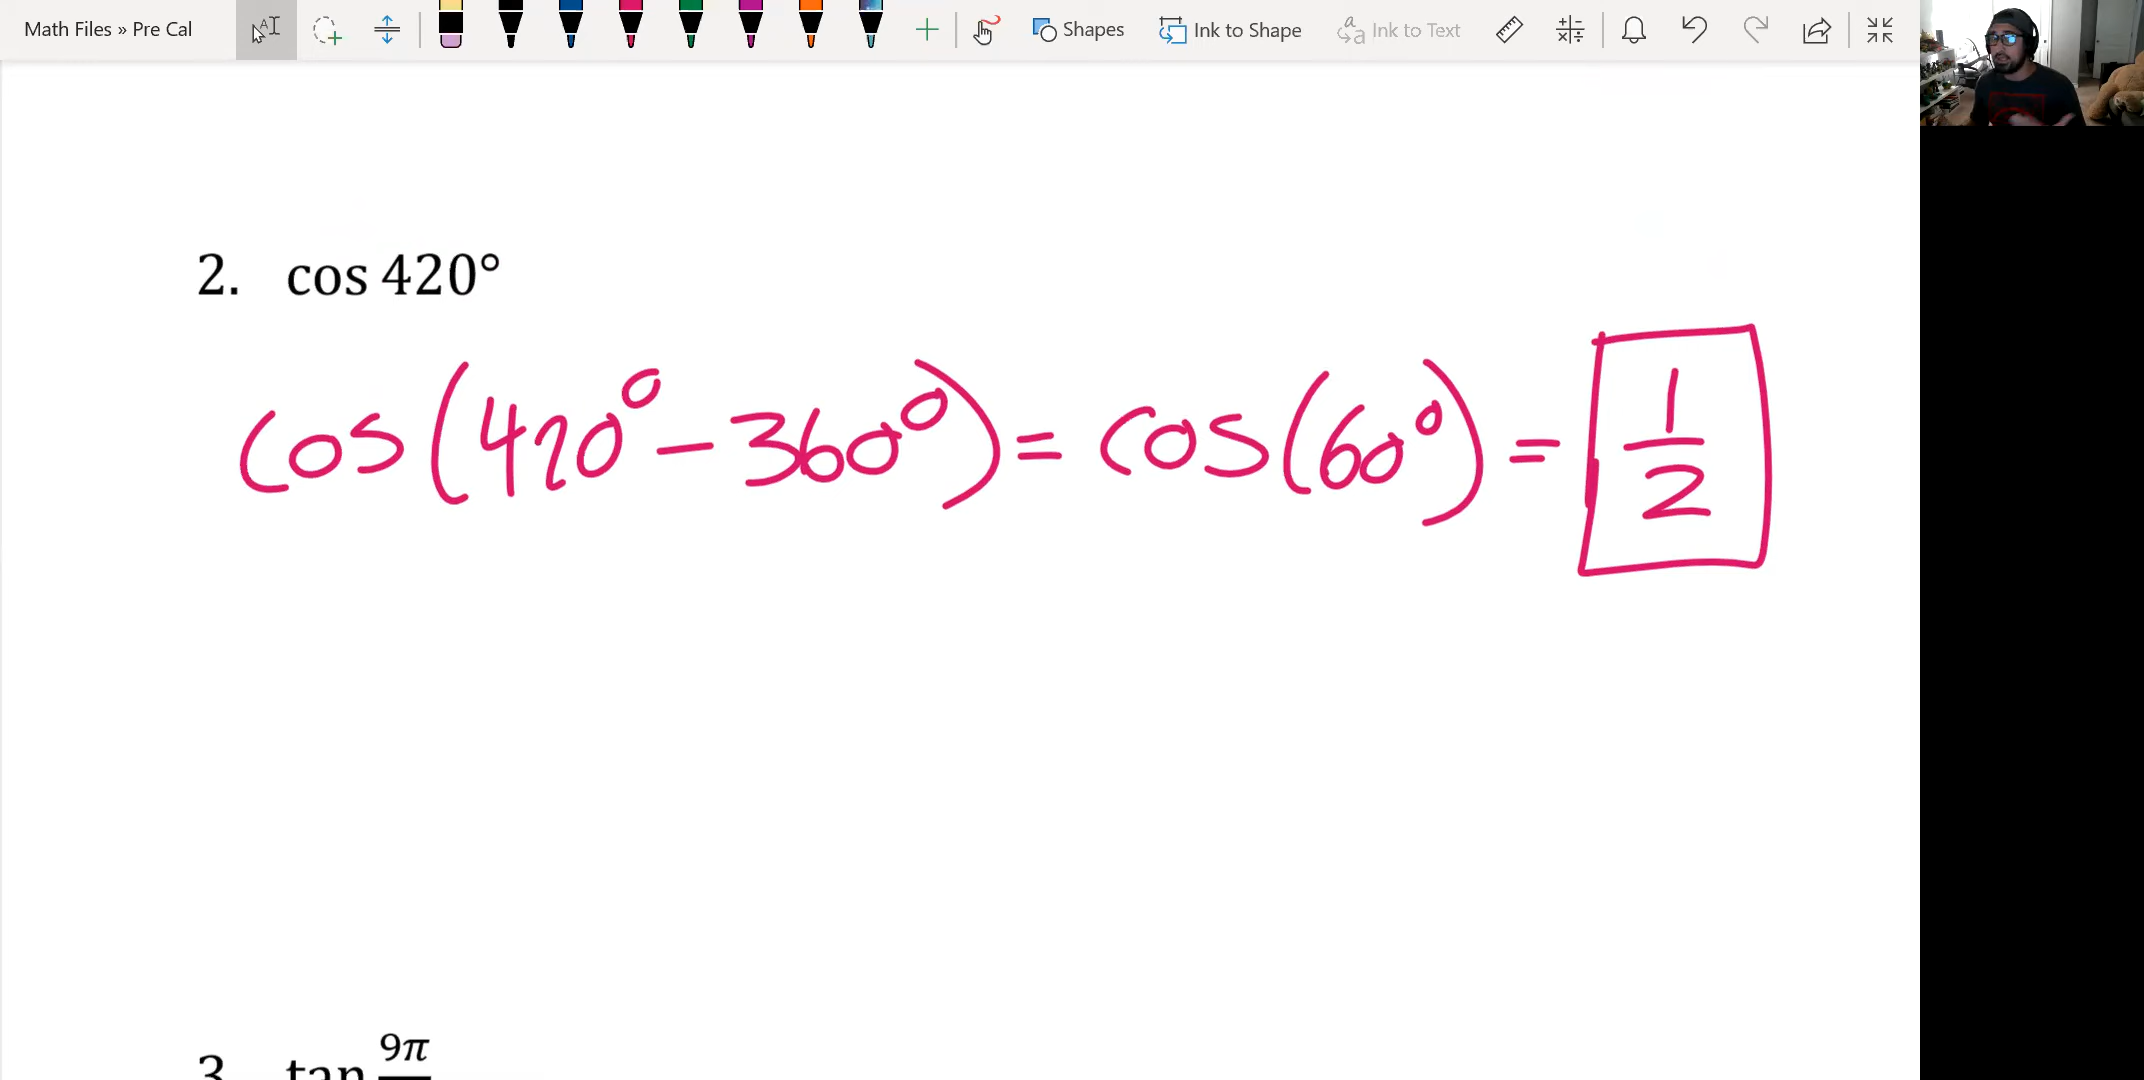 Math Files » Pre Cal Shapes Ink to Shape Ink to Text
2. cos 420°
cos(420° − 360°) = cos(60°) = 1/2
3. tan 9π